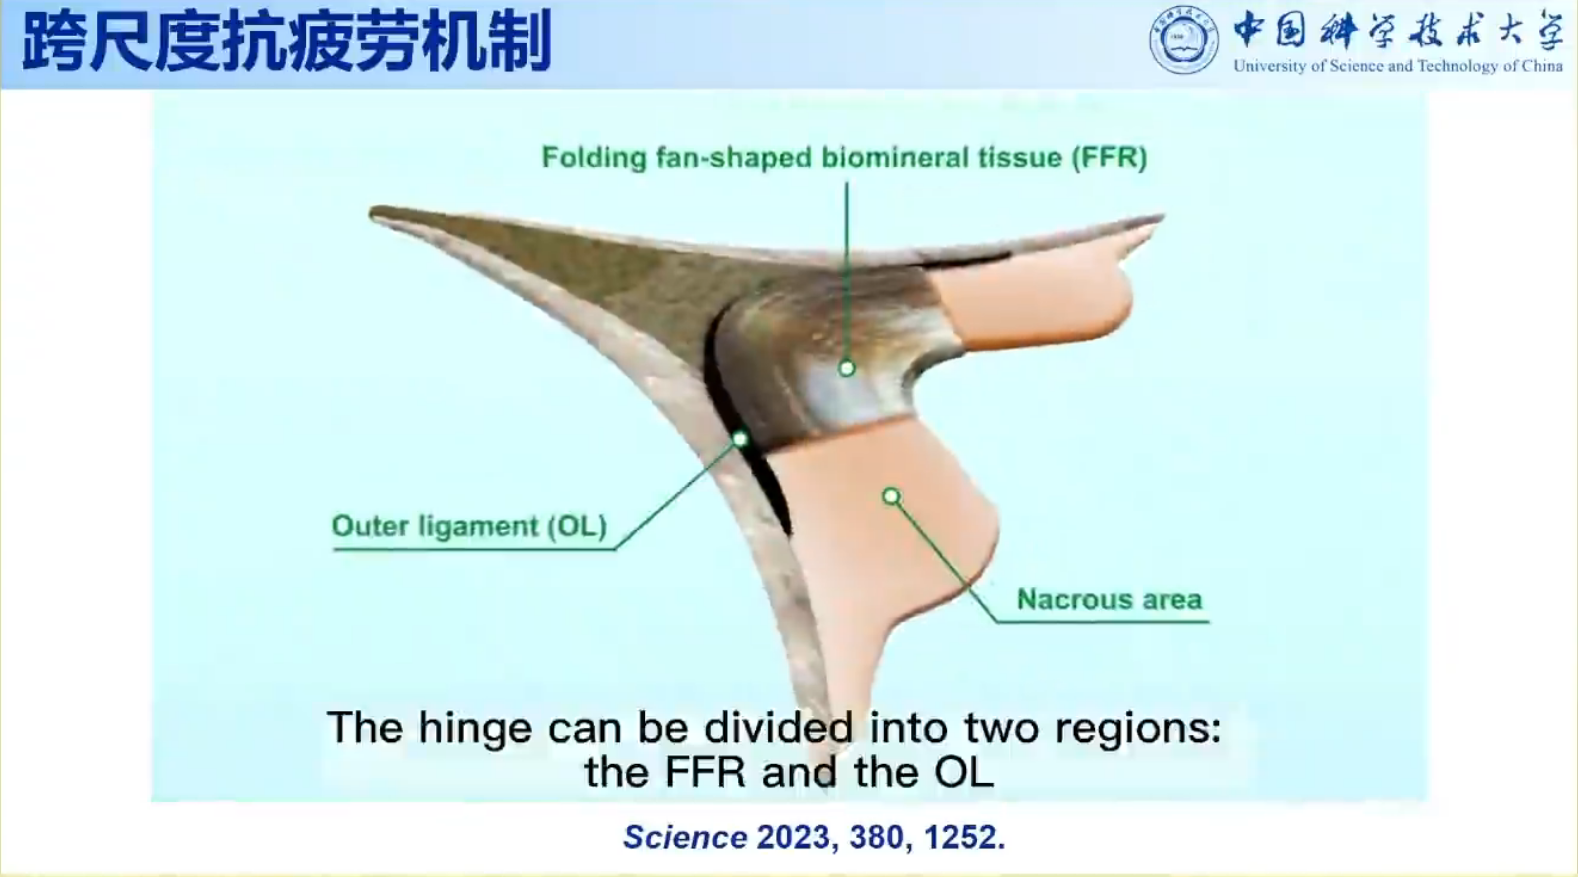 跨尺度抗疲劳机制
中国科学技术大学
University of Science and Technology of China
Folding fan-shaped biomineral tissue (FFR)
Outer ligament (OL)
Nacrous area
The hinge can be divided into two regions:
the FFR and the OL
Science 2023, 380, 1252.